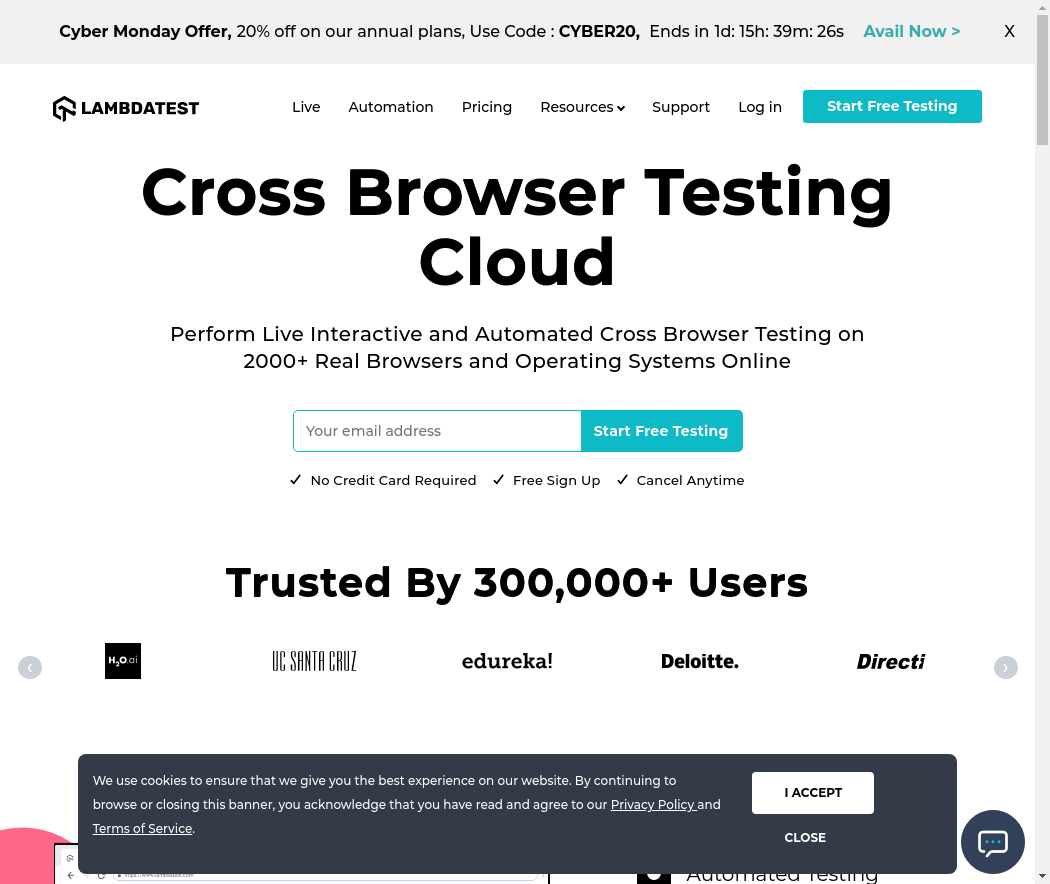 Cyber Monday Offer, 20% off on our annual plans, Use Code : CYBER20, Ends in 1d: 15h: 39m: 26s Avail Now > X
LAMBDATEST Live Automation Pricing Resources Support Log in Start Free Testing
Cross Browser Testing
Cloud
Perform Live Interactive and Automated Cross Browser Testing on
2000+ Real Browsers and Operating Systems Online
Your email address Start Free Testing
No Credit Card Required Free Sign Up Cancel Anytime
Trusted By 300,000+ Users
H2O.ai UC SANTA CRUZ edureka! Deloitte. Directi
We use cookies to ensure that we give you the best experience on our website. By continuing to
browse or closing this banner, you acknowledge that you have read and agree to our Privacy Policy and
Terms of Service.
I ACCEPT
CLOSE
https://www.lambdatest.com
Automated Testing